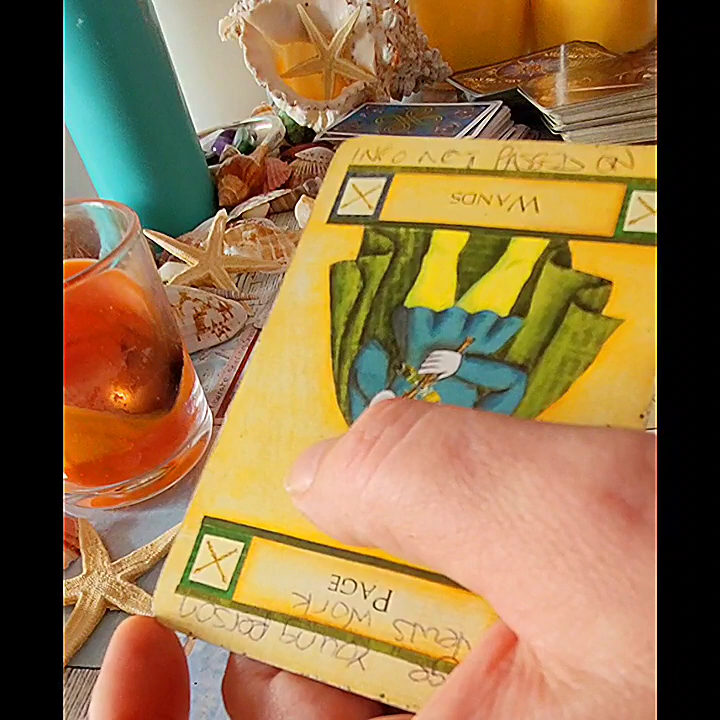 INFO NOT PASSED ON
young person
News work
PAGE
WANDS